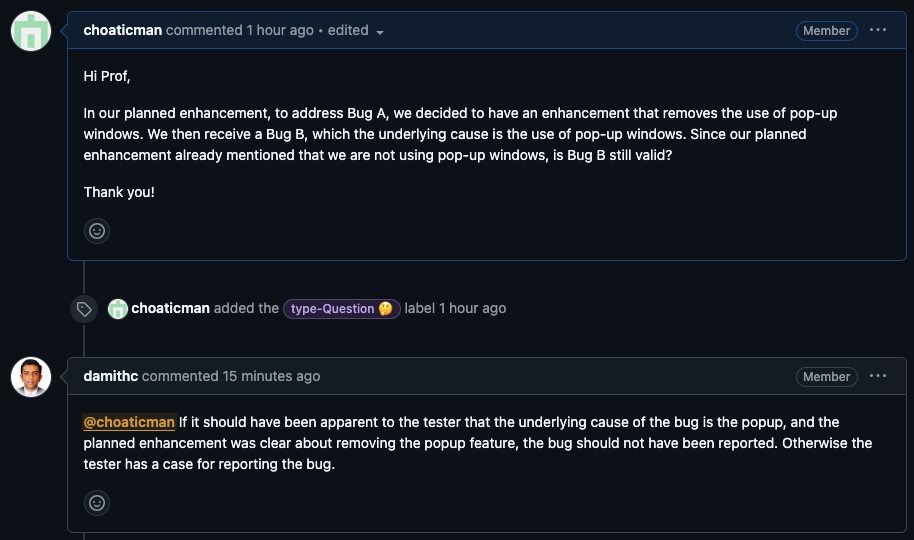 choaticman commented 1 hour ago • edited
Member
Hi Prof,
In our planned enhancement, to address Bug A, we decided to have an enhancement that removes the use of pop-up
windows. We then receive a Bug B, which the underlying cause is the use of pop-up windows. Since our planned
enhancement already mentioned that we are not using pop-up windows, is Bug B still valid?
Thank you!
choaticman added the type-Question 🤔 label 1 hour ago
damithc commented 15 minutes ago
Member
@choaticman If it should have been apparent to the tester that the underlying cause of the bug is the popup, and the
planned enhancement was clear about removing the popup feature, the bug should not have been reported. Otherwise the
tester has a case for reporting the bug.